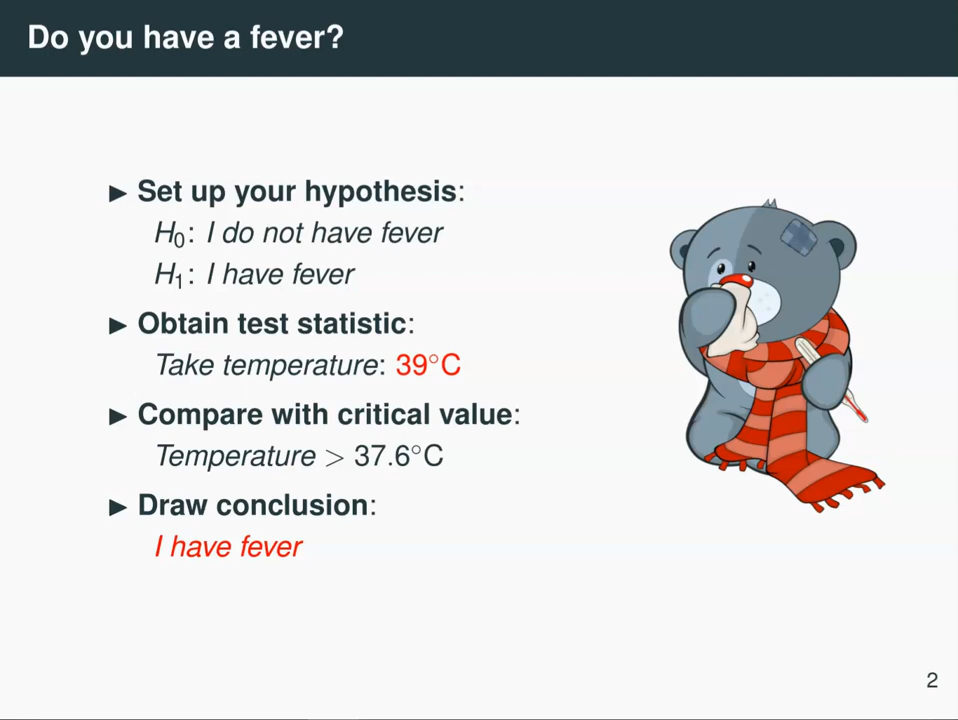 Do you have a fever?
▶ Set up your hypothesis:
H₀: I do not have fever
H₁: I have fever
▶ Obtain test statistic:
Take temperature: 39°C
▶ Compare with critical value:
Temperature > 37.6°C
▶ Draw conclusion:
I have fever
2